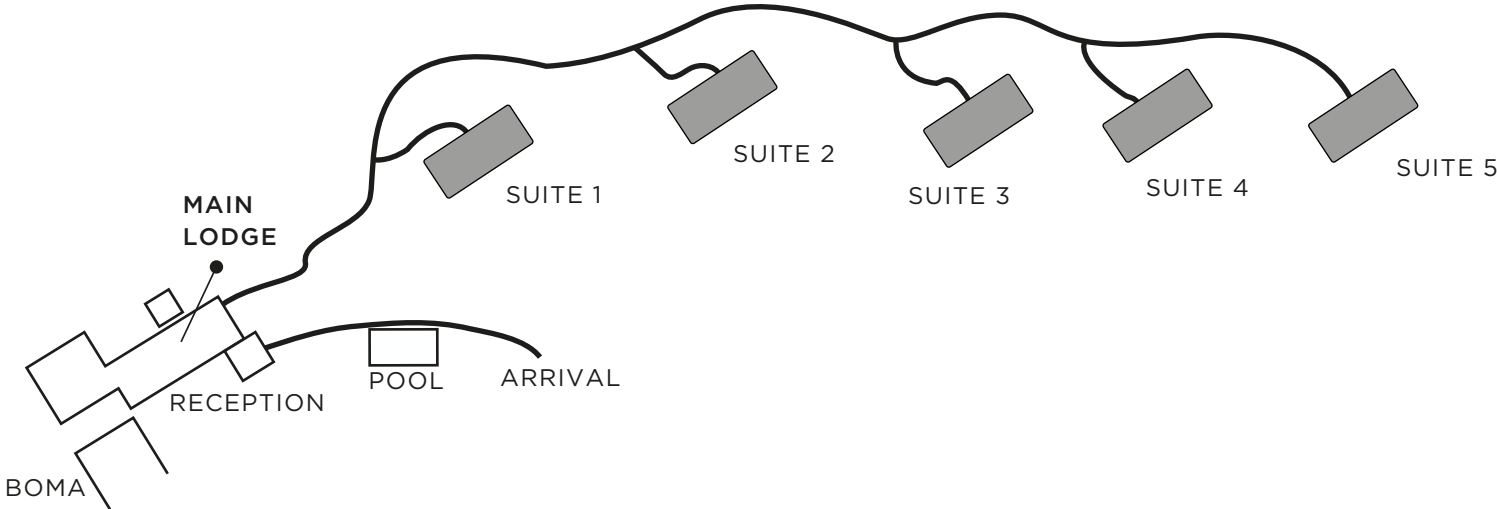 SUITE 2
SUITE 5
SUITE 4
SUITE 1
SUITE 3
MAIN
LODGE
POOL
ARRIVAL
RECEPTION
BOMA